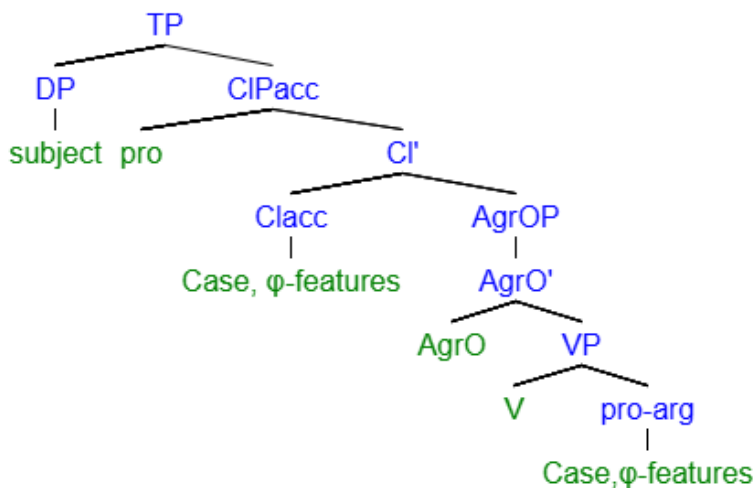 TP
DP ClPacc
subject pro Cl'
Clacc AgrOP
Case, φ-features AgrO'
AgrO VP
V pro-arg
Case,φ-features